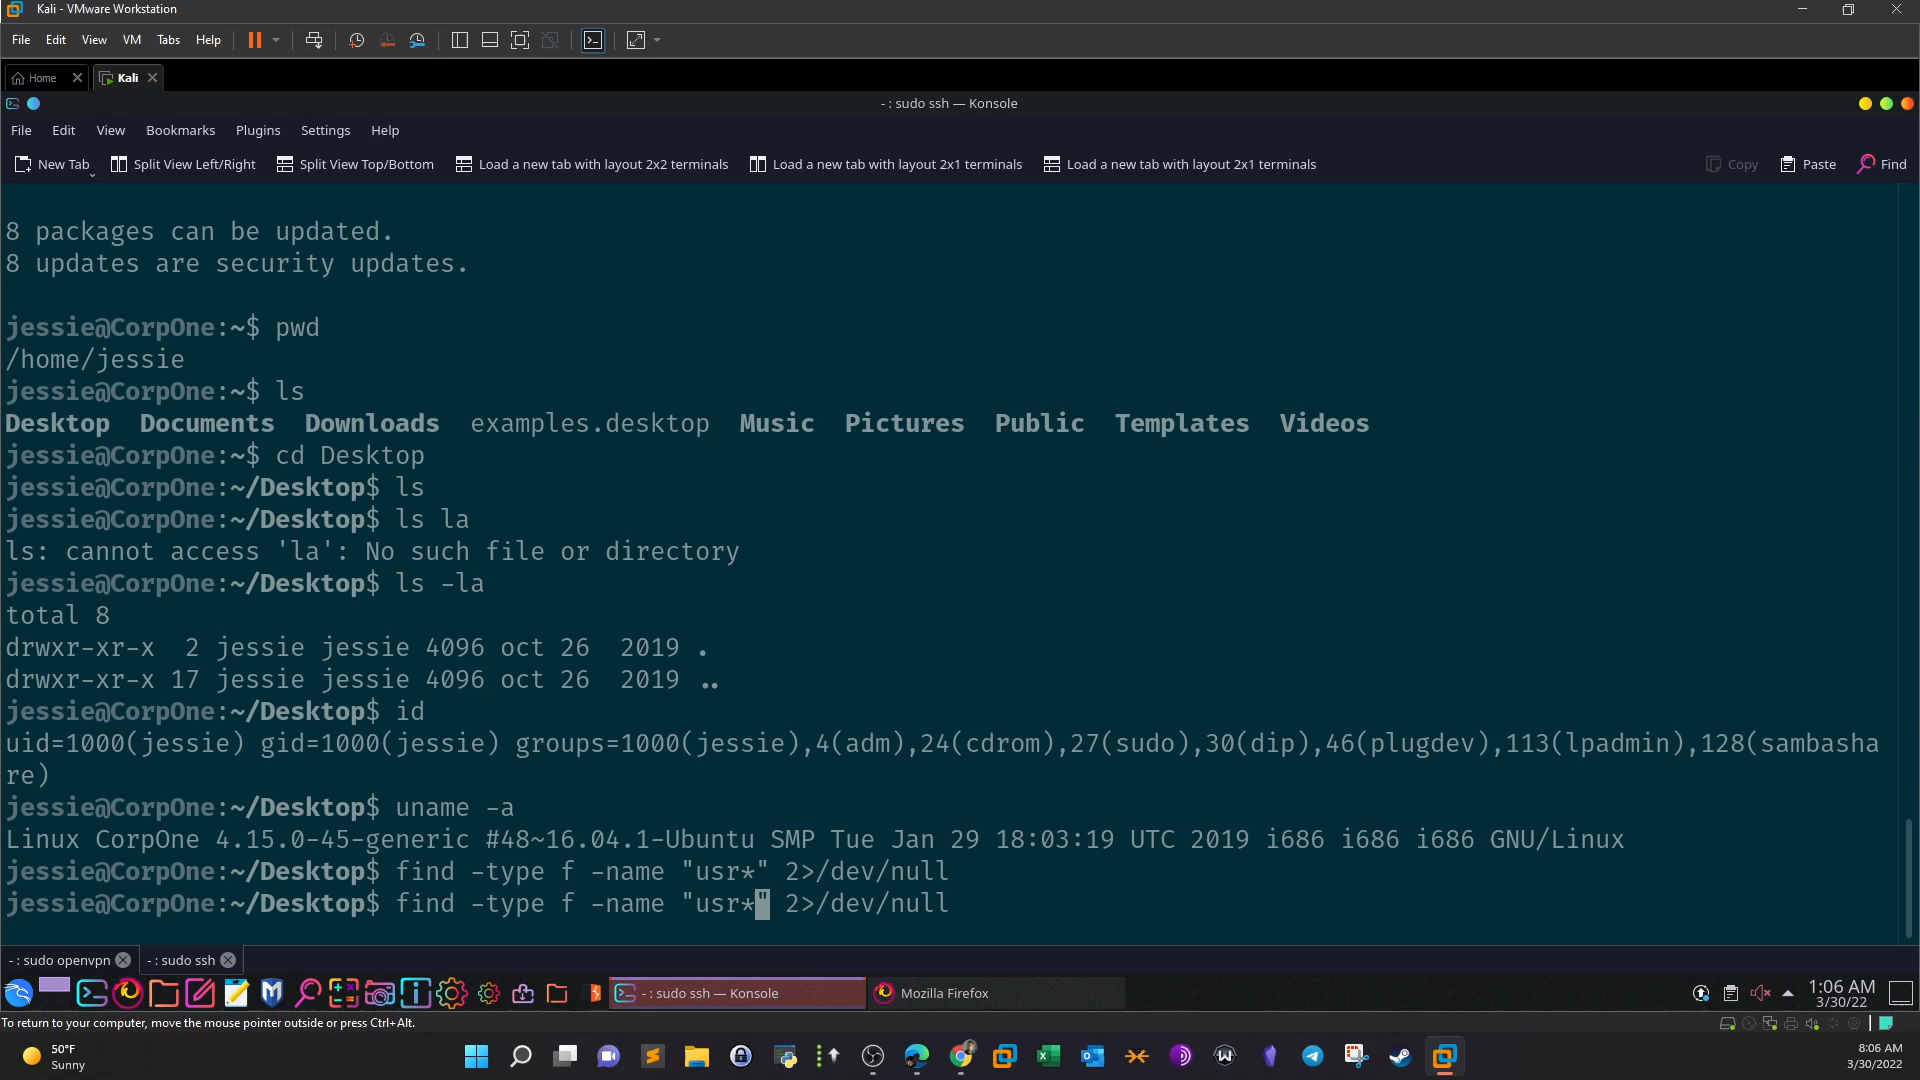 Kali - VMware Workstation
File Edit View VM Tabs Help
Home Kali
- : sudo ssh — Konsole
File Edit View Bookmarks Plugins Settings Help
New Tab Split View Left/Right Split View Top/Bottom Load a new tab with layout 2x2 terminals Load a new tab with layout 2x1 terminals Load a new tab with layout 2x1 terminals Copy Paste Find
8 packages can be updated.
8 updates are security updates.
jessie@CorpOne:~$ pwd
/home/jessie
jessie@CorpOne:~$ ls
Desktop Documents Downloads examples.desktop Music Pictures Public Templates Videos
jessie@CorpOne:~$ cd Desktop
jessie@CorpOne:~/Desktop$ ls
jessie@CorpOne:~/Desktop$ ls la
ls: cannot access 'la': No such file or directory
jessie@CorpOne:~/Desktop$ ls -la
total 8
drwxr-xr-x 2 jessie jessie 4096 oct 26 2019 .
drwxr-xr-x 17 jessie jessie 4096 oct 26 2019 ..
jessie@CorpOne:~/Desktop$ id
uid=1000(jessie) gid=1000(jessie) groups=1000(jessie),4(adm),24(cdrom),27(sudo),30(dip),46(plugdev),113(lpadmin),128(sambasha
re)
jessie@CorpOne:~/Desktop$ uname -a
Linux CorpOne 4.15.0-45-generic #48~16.04.1-Ubuntu SMP Tue Jan 29 18:03:19 UTC 2019 i686 i686 i686 GNU/Linux
jessie@CorpOne:~/Desktop$ find -type f -name "usr*" 2>/dev/null
jessie@CorpOne:~/Desktop$ find -type f -name "usr*" 2>/dev/null
- : sudo openvpn - : sudo ssh
- : sudo ssh — Konsole Mozilla Firefox 1:06 AM
3/30/22
To return to your computer, move the mouse pointer outside or press Ctrl+Alt.
50°F
Sunny
8:06 AM
3/30/2022